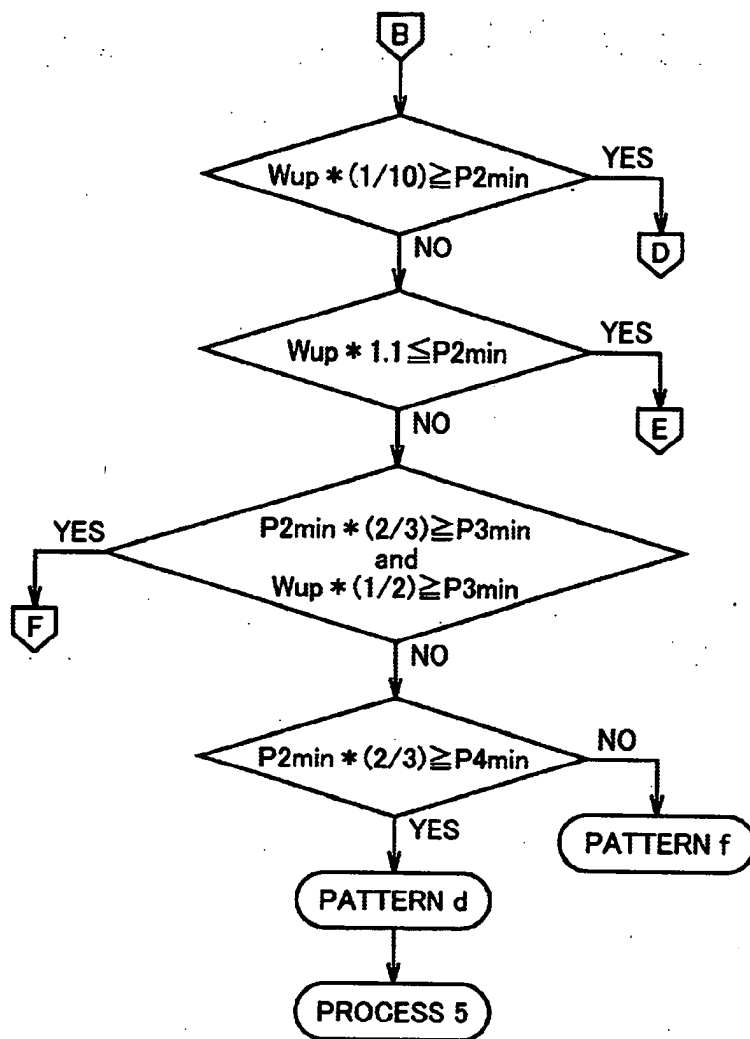 B
Wup * (1/10) ≧ P2min
YES
D
NO
Wup * 1.1 ≦ P2min
YES
E
NO
P2min * (2/3) ≧ P3min
and
Wup * (1/2) ≧ P3min
YES
F
NO
P2min * (2/3) ≧ P4min
NO
YES
PATTERN f
PATTERN d
PROCESS 5